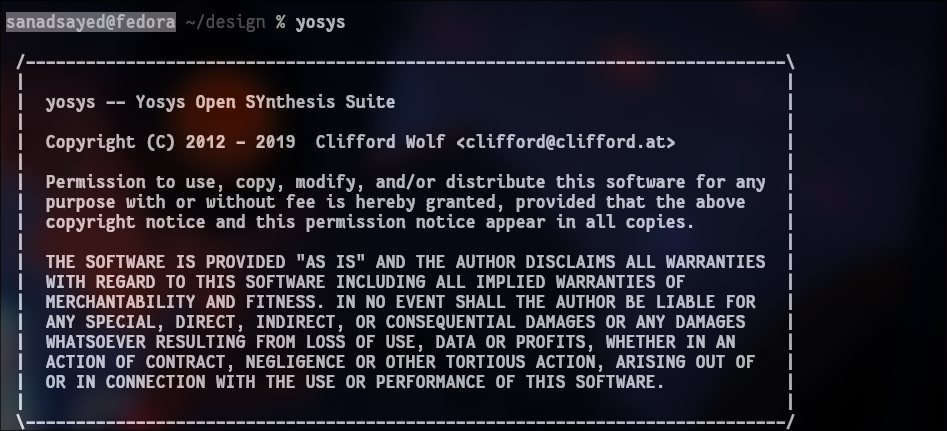 sanadsayed@fedora ~/design % yosys
/----------------------------------------------------------------------------\
|                                                                            |
|  yosys -- Yosys Open SYnthesis Suite                                       |
|                                                                            |
|  Copyright (C) 2012 - 2019  Clifford Wolf <clifford@clifford.at>           |
|                                                                            |
|  Permission to use, copy, modify, and/or distribute this software for any  |
|  purpose with or without fee is hereby granted, provided that the above    |
|  copyright notice and this permission notice appear in all copies.         |
|                                                                            |
|  THE SOFTWARE IS PROVIDED "AS IS" AND THE AUTHOR DISCLAIMS ALL WARRANTIES  |
|  WITH REGARD TO THIS SOFTWARE INCLUDING ALL IMPLIED WARRANTIES OF          |
|  MERCHANTABILITY AND FITNESS. IN NO EVENT SHALL THE AUTHOR BE LIABLE FOR   |
|  ANY SPECIAL, DIRECT, INDIRECT, OR CONSEQUENTIAL DAMAGES OR ANY DAMAGES    |
|  WHATSOEVER RESULTING FROM LOSS OF USE, DATA OR PROFITS, WHETHER IN AN     |
|  ACTION OF CONTRACT, NEGLIGENCE OR OTHER TORTIOUS ACTION, ARISING OUT OF   |
|  OR IN CONNECTION WITH THE USE OR PERFORMANCE OF THIS SOFTWARE.            |
|                                                                            |
\----------------------------------------------------------------------------/